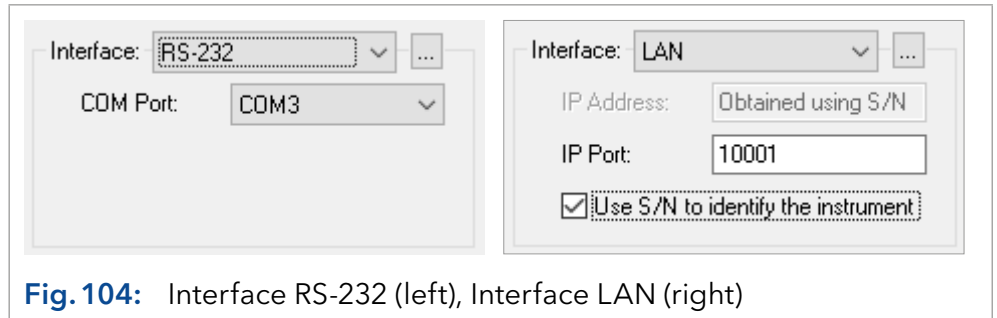 Interface: RS-232 ...
COM Port: COM3
Interface: LAN ...
IP Address: Obtained using S/N
IP Port: 10001
Use S/N to identify the instrument
Fig. 104: Interface RS-232 (left), Interface LAN (right)